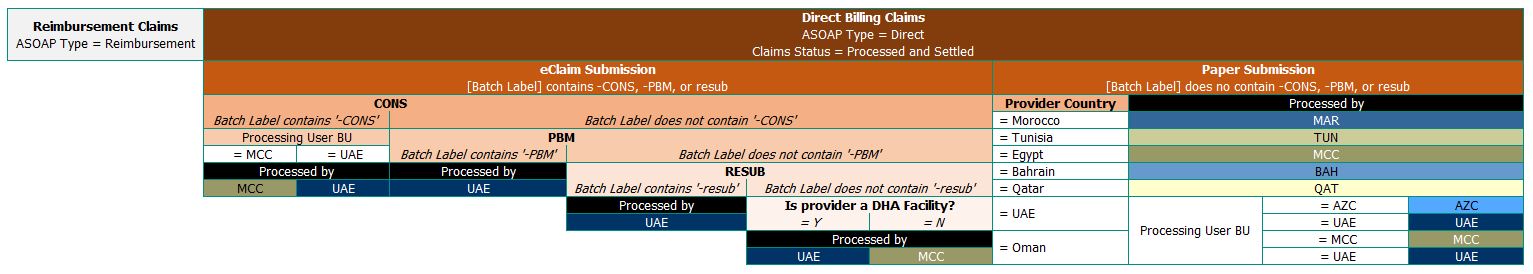 Reimbursement Claims
ASOAP Type = Reimbursement
Direct Billing Claims
ASOAP Type = Direct
Claims Status = Processed and Settled
eClaim Submission
[Batch Label] contains -CONS, -PBM, or resub
Paper Submission
[Batch Label] does no contain -CONS, -PBM, or resub
CONS
Batch Label contains '-CONS'
Batch Label does not contain '-CONS'
Processing User BU
= MCC
= UAE
Processed by
MCC
UAE
PBM
Batch Label contains '-PBM'
Batch Label does not contain '-PBM'
Processed by
UAE
RESUB
Batch Label contains '-resub'
Batch Label does not contain '-resub'
Processed by
UAE
Is provider a DHA Facility?
= Y
= N
Processed by
UAE
MCC
Provider Country
Processed by
= Morocco
MAR
= Tunisia
TUN
= Egypt
MCC
= Bahrain
BAH
= Qatar
QAT
= UAE
= Oman
Processing User BU
= AZC
AZC
= UAE
UAE
= MCC
MCC
= UAE
UAE